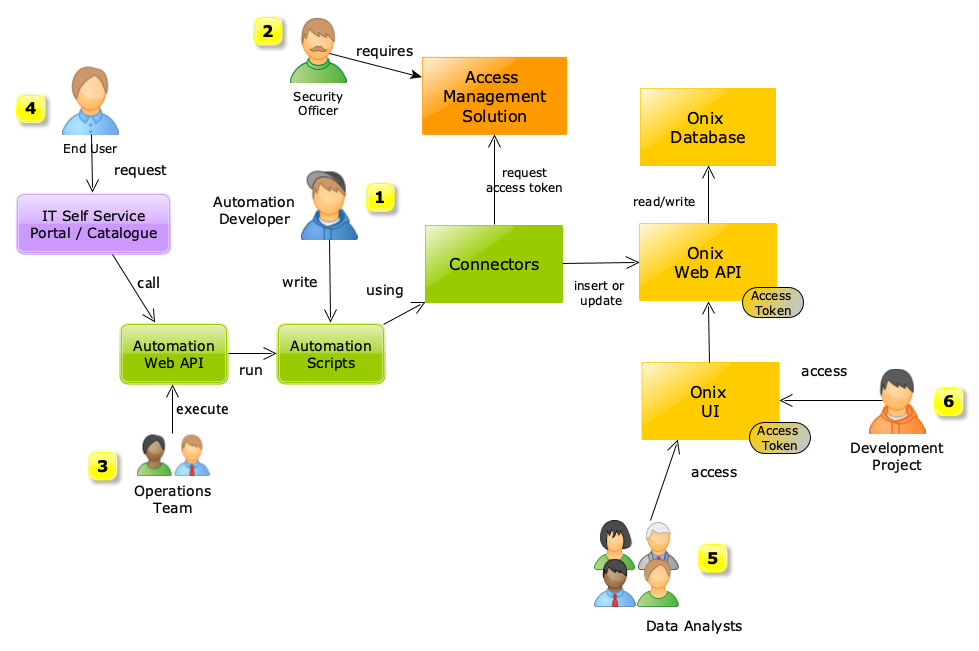 2
requires
Security
Officer
Access
Management
Solution
Onix
Database
4
End User
request
IT Self Service
Portal / Catalogue
Automation
Developer
1
write
request
access token
read/write
Connectors
insert or
update
Onix
Web API
Access
Token
call
using
Automation
Web API
run
Automation
Scripts
execute
3
Operations
Team
Onix
UI
Access
Token
access
6
Development
Project
access
5
Data Analysts